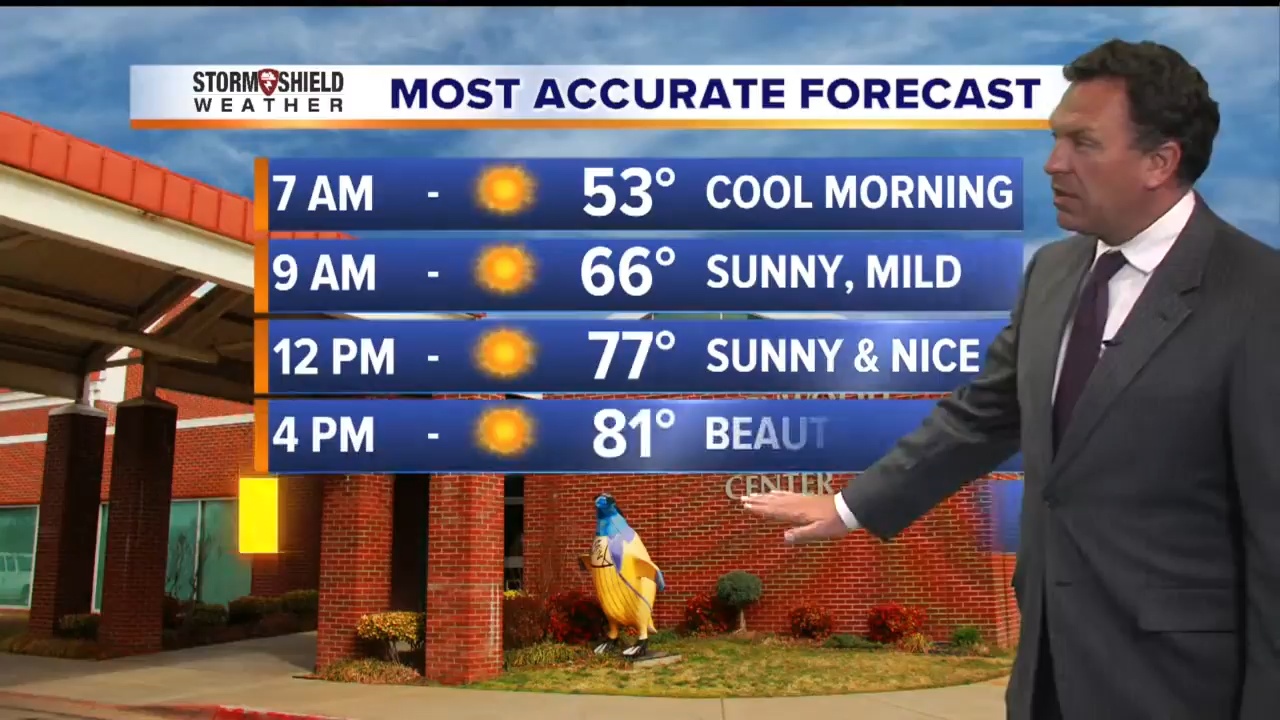 STORM SHIELD
WEATHER
MOST ACCURATE FORECAST
7 AM - 53° COOL MORNING
9 AM - 66° SUNNY, MILD
12 PM - 77° SUNNY & NICE
4 PM - 81° BEAUT
CENTER